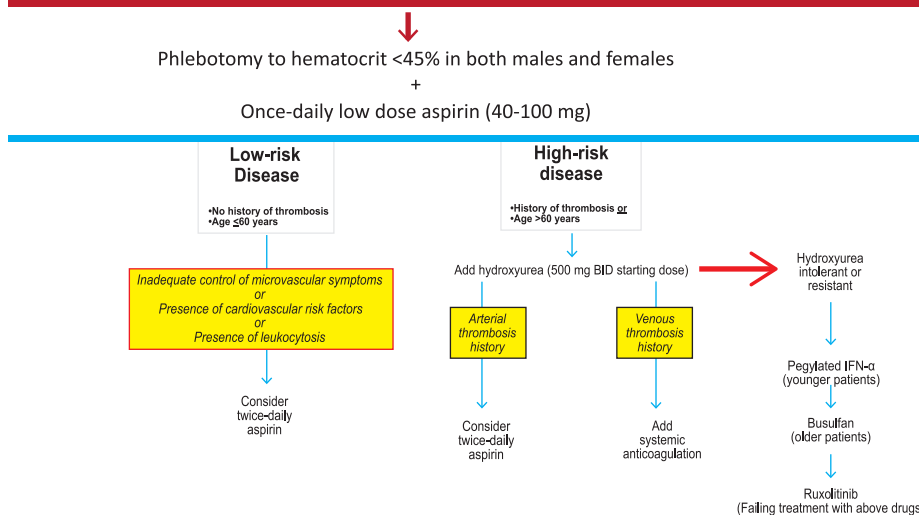 Phlebotomy to hematocrit <45% in both males and females
+
Once-daily low dose aspirin (40-100 mg)
Low-risk
Disease
•No history of thrombosis
•Age ≤60 years
High-risk
disease
•History of thrombosis or
•Age >60 years
Inadequate control of microvascular symptoms
or
Presence of cardiovascular risk factors
or
Presence of leukocytosis
Consider
twice-daily
aspirin
Add hydroxyurea (500 mg BID starting dose)
Arterial
thrombosis
history
Consider
twice-daily
aspirin
Venous
thrombosis
history
Add
systemic
anticoagulation
Hydroxyurea
intolerant or
resistant
Pegylated IFN-α
(younger patients)
Busulfan
(older patients)
Ruxolitinib
(Failing treatment with above drugs